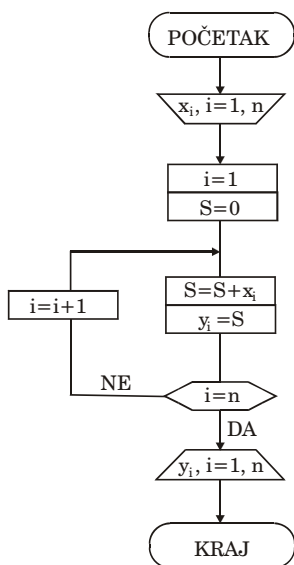 POČETAK
xᵢ, i=1, n
i=1
S=0
S=S+xᵢ
i=i+1
yᵢ=S
NE
i=n
DA
yᵢ, i=1, n
KRAJ